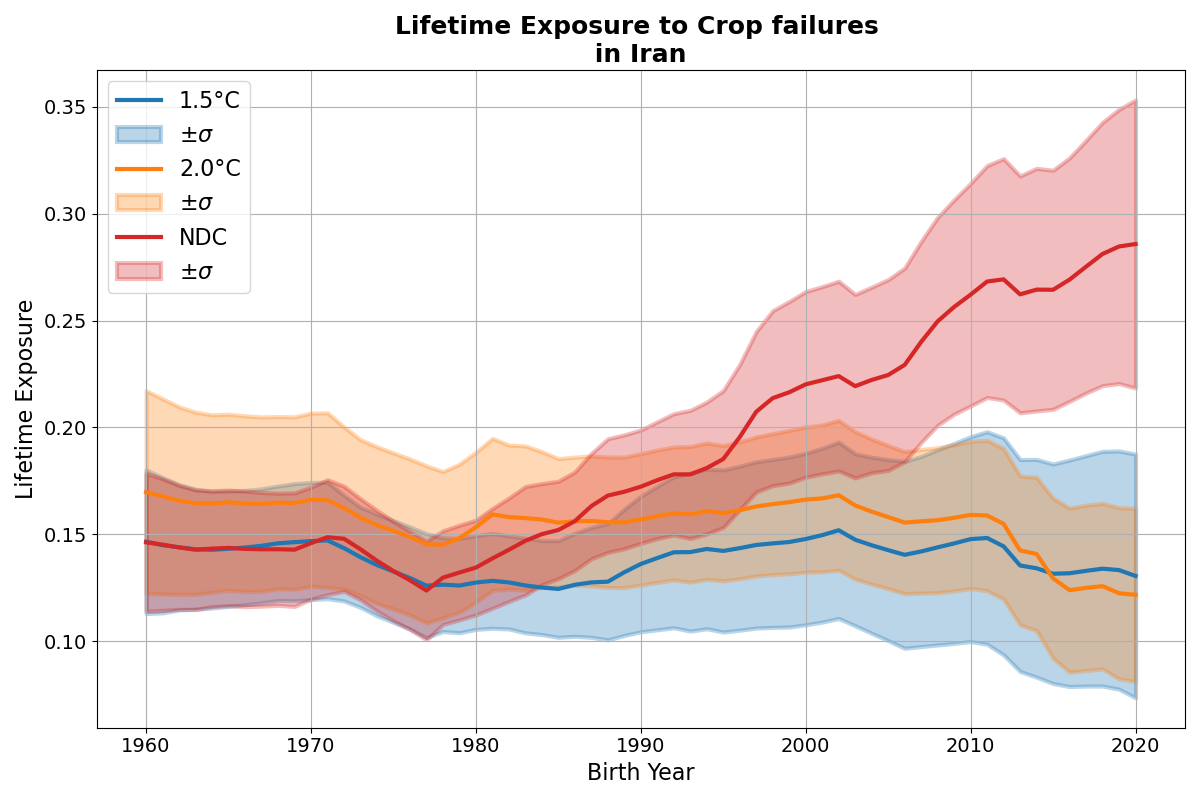 Lifetime Exposure to Crop failures
in Iran
1.5°C
±σ
2.0°C
±σ
NDC
±σ
Lifetime Exposure
0.35
0.30
0.25
0.20
0.15
0.10
1960
1970
1980
1990
2000
2010
2020
Birth Year